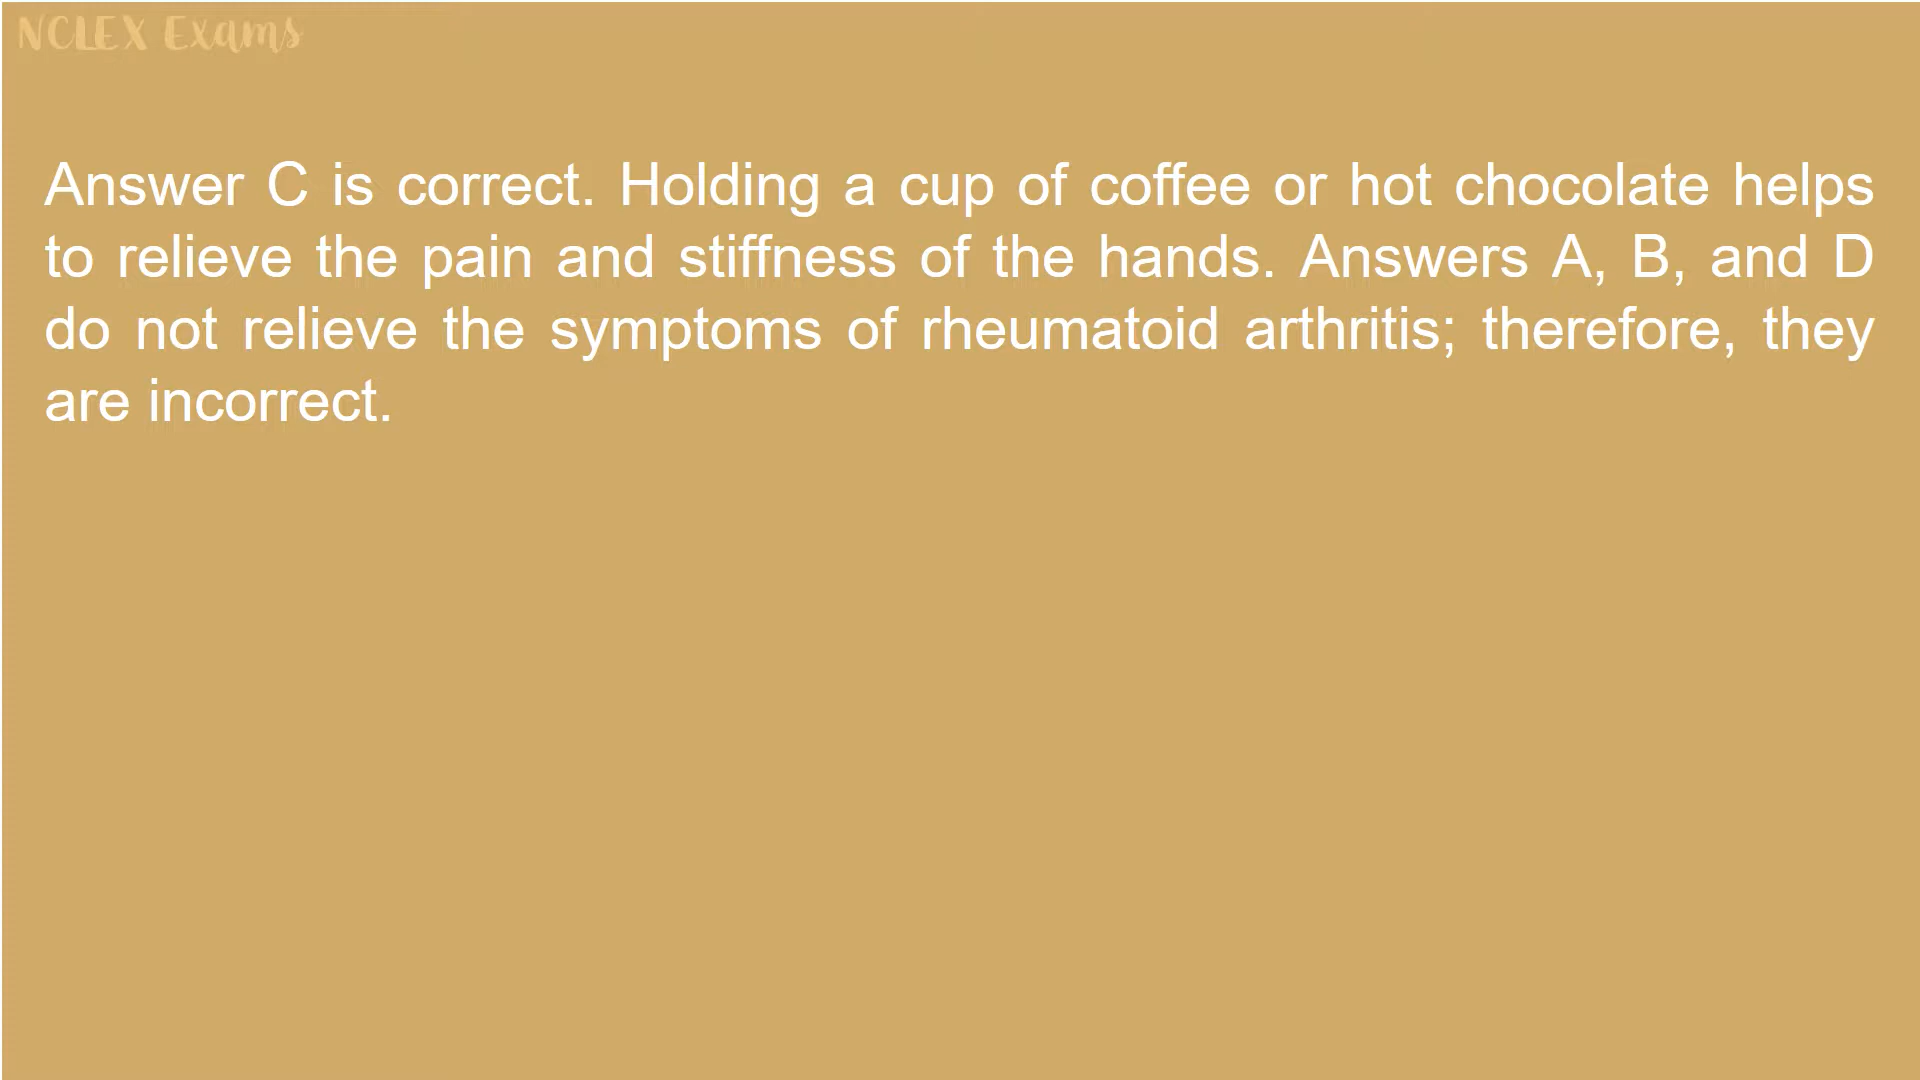 NCLEX Exams
Answer C is correct. Holding a cup of coffee or hot chocolate helps
to relieve the pain and stiffness of the hands. Answers A, B, and D
do not relieve the symptoms of rheumatoid arthritis; therefore, they
are incorrect.